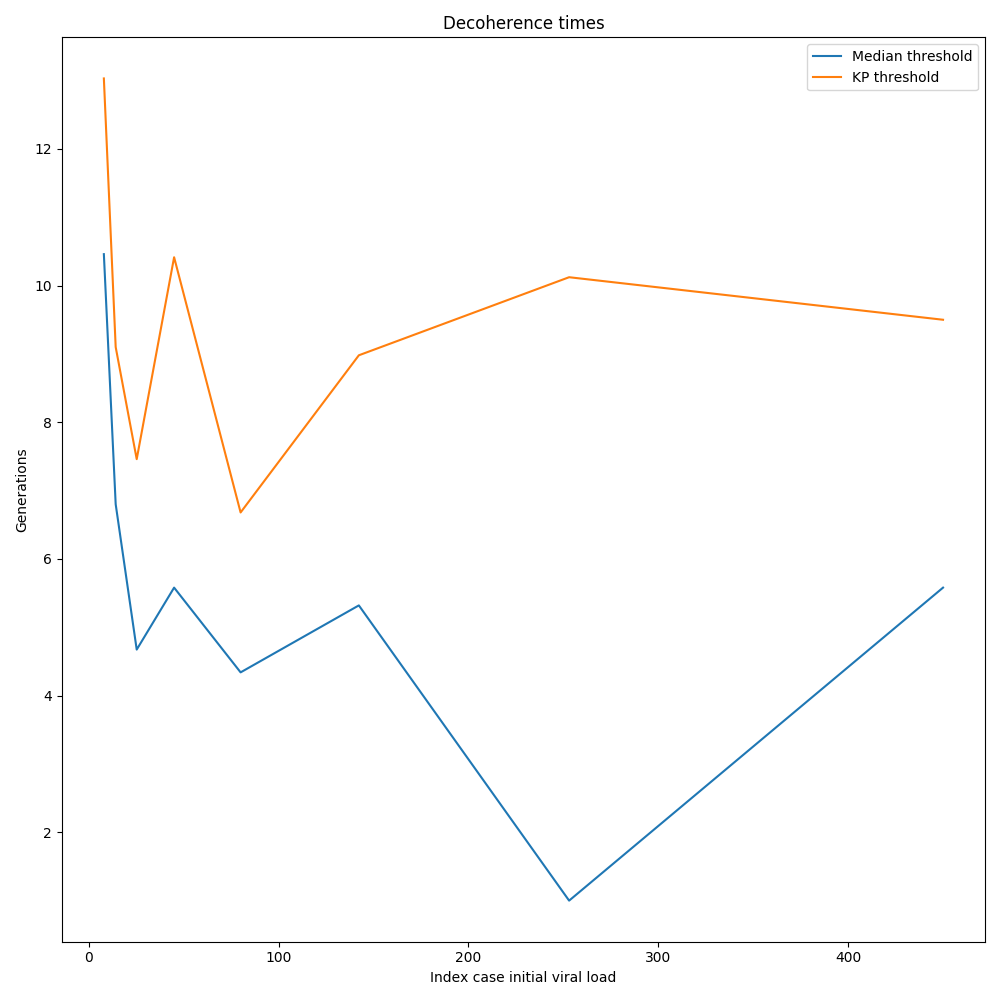 Decoherence times
Median threshold
KP threshold
12
10
8
6
4
2
Generations
0
100
200
300
400
Index case initial viral load